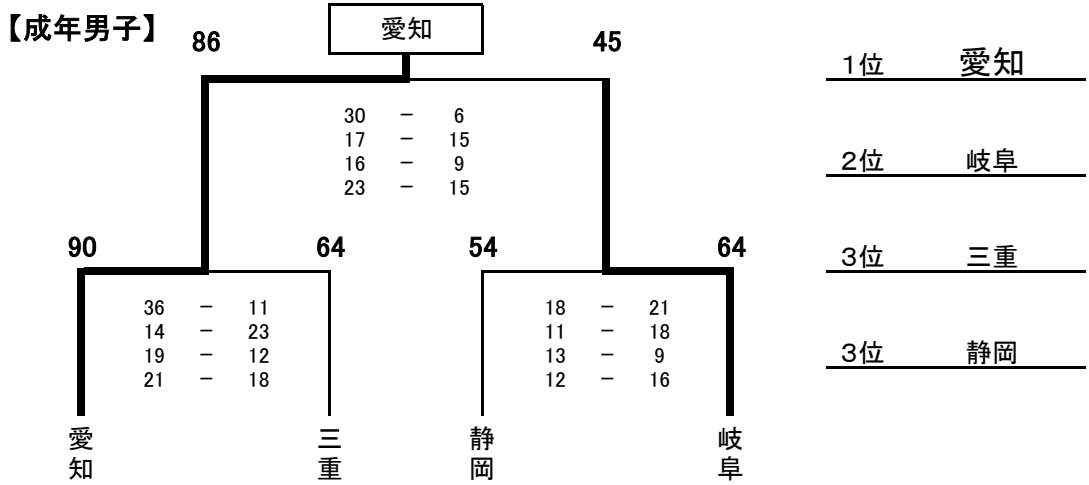 【成年男子】
愛知
86
45
30 － 6
17 － 15
16 － 9
23 － 15
90
64
54
64
36 － 11
14 － 23
19 － 12
21 － 18
18 － 21
11 － 18
13 － 9
12 － 16
愛知
三重
静岡
岐阜
1位 愛知
2位 岐阜
3位 三重
3位 静岡